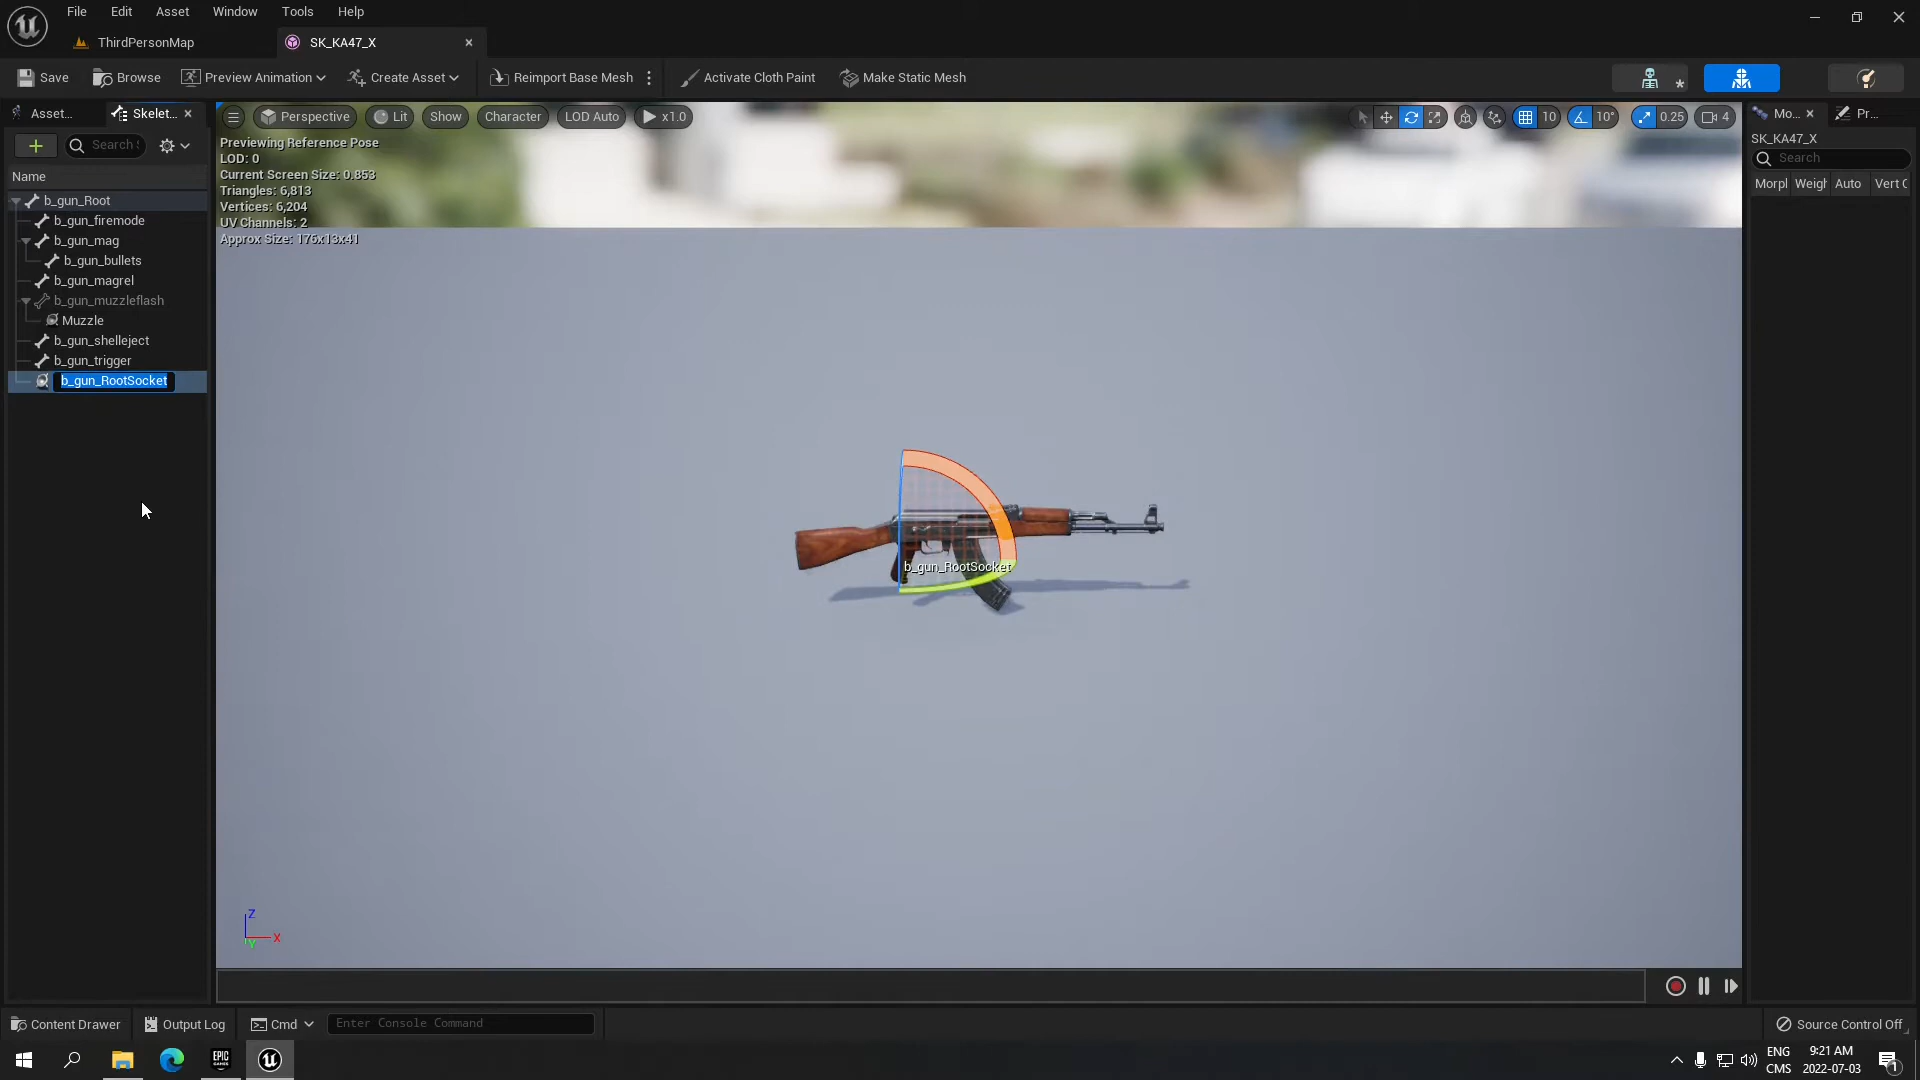 File Edit Asset Window Tools Help
ThirdPersonMap SK_KA47_X
Save Browse Preview Animation Create Asset Reimport Base Mesh Activate Cloth Paint Make Static Mesh
Asset... Skelet... Perspective Lit Show Character LOD Auto x1.0 10 10° 0.25 4 Mo... Pr...
Search
Previewing Reference Pose
SK_KA47_X
LOD: 0
Search
Current Screen Size: 0.853
Name
Triangles: 6,813
Morpl Weigh Auto Vert C
b_gun_Root
Vertices: 6,204
b_gun_firemode
UV Channels: 2
b_gun_mag
Approx Size: 176x13x41
b_gun_bullets
b_gun_magrel
b_gun_muzzleflash
Muzzle
b_gun_shelleject
b_gun_trigger
b_gun_RootSocket
b_gun_RootSocket
Z
X
Y
Content Drawer Output Log Cmd Enter Console Command Source Control Off
EPIC GAMES
ENG 9:21 AM
CMS 2022-07-03 1